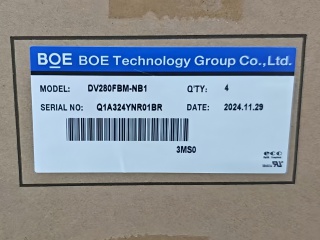 BOE BOE Technology Group Co.,Ltd.
MODEL: DV280FBM-NB1 Q'TY: 4
SERIAL NO: Q1A324YNR01BR DATE: 2024.11.29
3MS0
eco